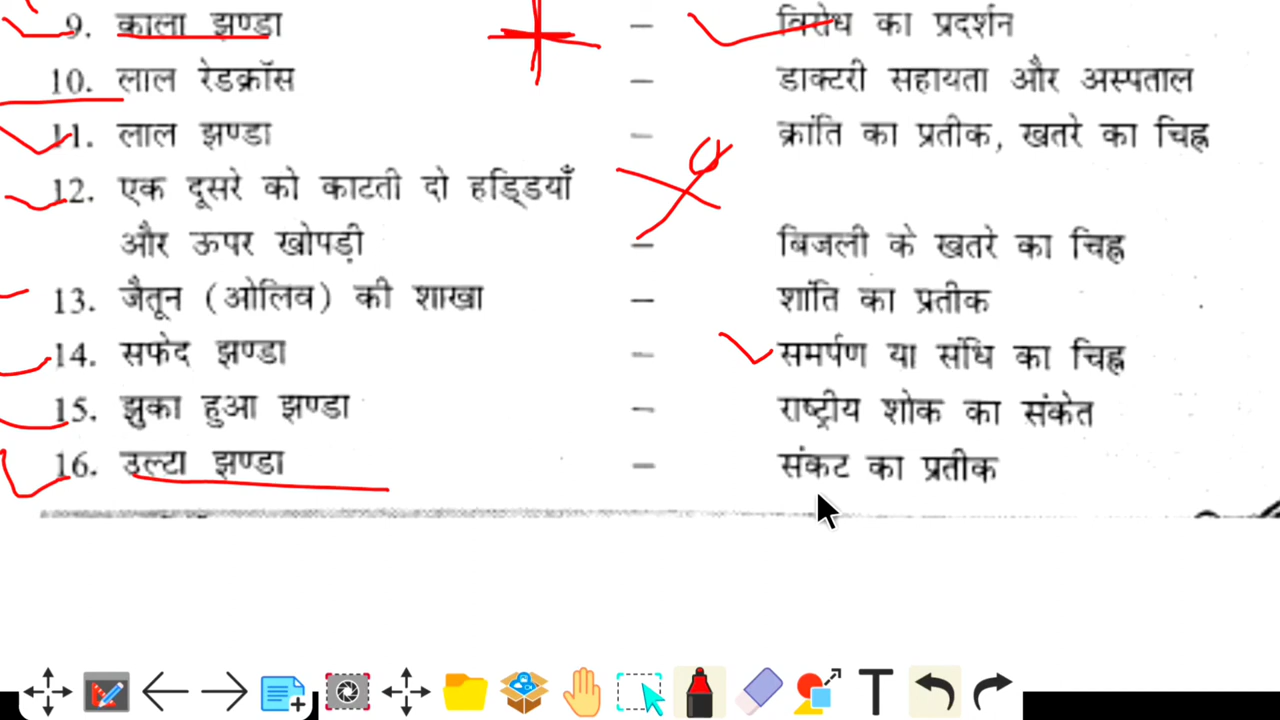 9. काला झण्डा – विरोध का प्रदर्शन
10. लाल रेडक्रॉस – डाक्टरी सहायता और अस्पताल
11. लाल झण्डा – क्रांति का प्रतीक, खतरे का चिह्न
12. एक दूसरे को काटती दो हड्डियाँ
और ऊपर खोपड़ी – बिजली के खतरे का चिह्न
13. जैतून (ओलिव) की शाखा – शांति का प्रतीक
14. सफेद झण्डा – समर्पण या संधि का चिह्न
15. झुका हुआ झण्डा – राष्ट्रीय शोक का संकेत
16. उल्टा झण्डा – संकट का प्रतीक